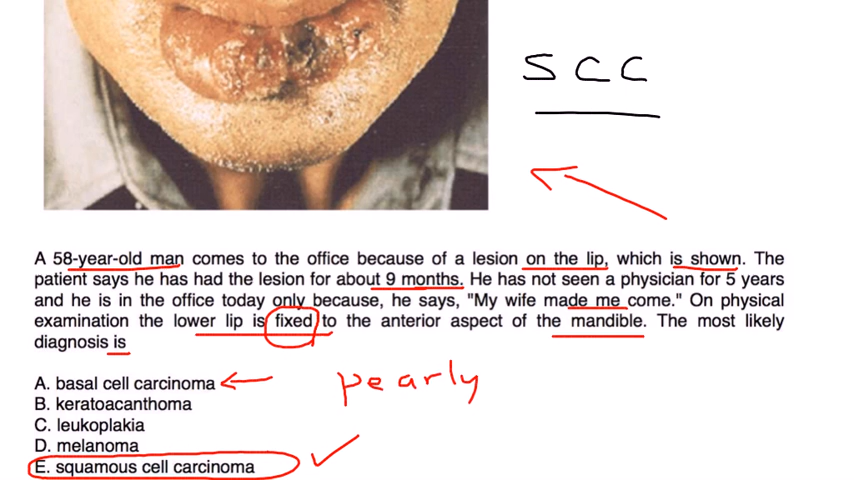 SCC
A 58-year-old man comes to the office because of a lesion on the lip, which is shown. The
patient says he has had the lesion for about 9 months. He has not seen a physician for 5 years
and he is in the office today only because, he says, "My wife made me come." On physical
examination the lower lip is fixed to the anterior aspect of the mandible. The most likely
diagnosis is
A. basal cell carcinoma
pearly
B. keratoacanthoma
C. leukoplakia
D. melanoma
E. squamous cell carcinoma